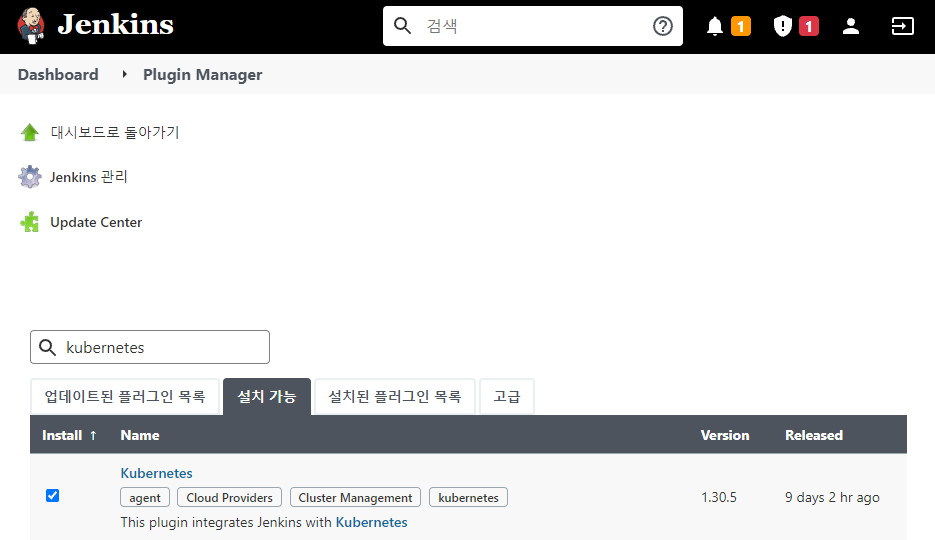 Jenkins
검색
1
1
Dashboard
Plugin Manager
대시보드로 돌아가기
Jenkins 관리
Update Center
kubernetes
업데이트된 플러그인 목록 설치 가능 설치된 플러그인 목록 고급
Install ↑ Name Version Released
Kubernetes
agent Cloud Providers Cluster Management kubernetes
1.30.5 9 days 2 hr ago
This plugin integrates Jenkins with Kubernetes